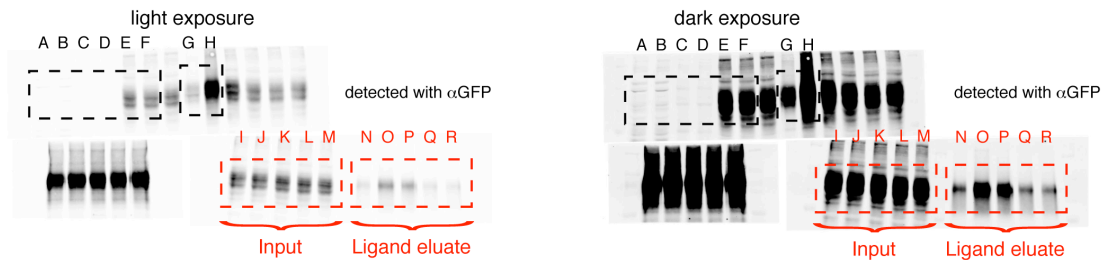 light exposure
A B C D E F G H
detected with αGFP
I J K L M N O P Q R
Input
Ligand eluate
dark exposure
A B C D E F G H
detected with αGFP
I J K L M N O P Q R
Input
Ligand eluate